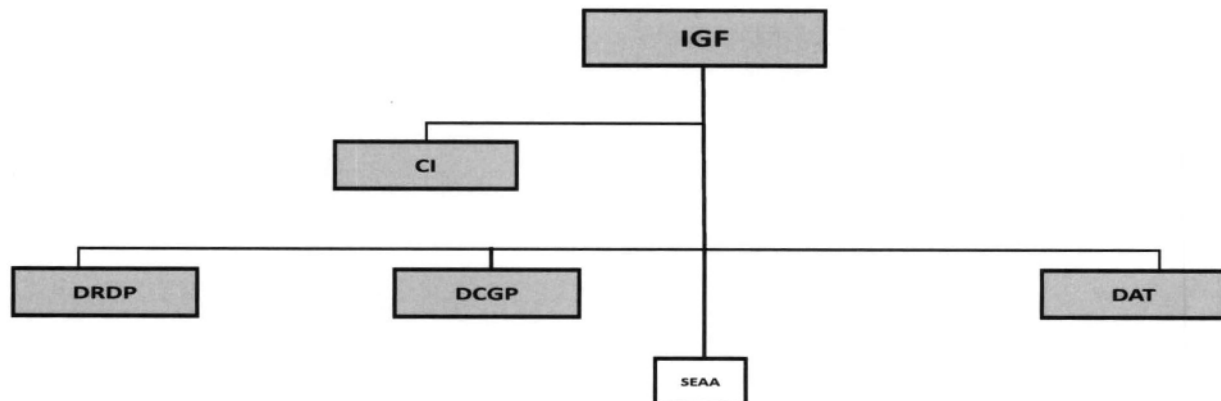 IGF
CI
DRDP
DCGP
DAT
SEAA